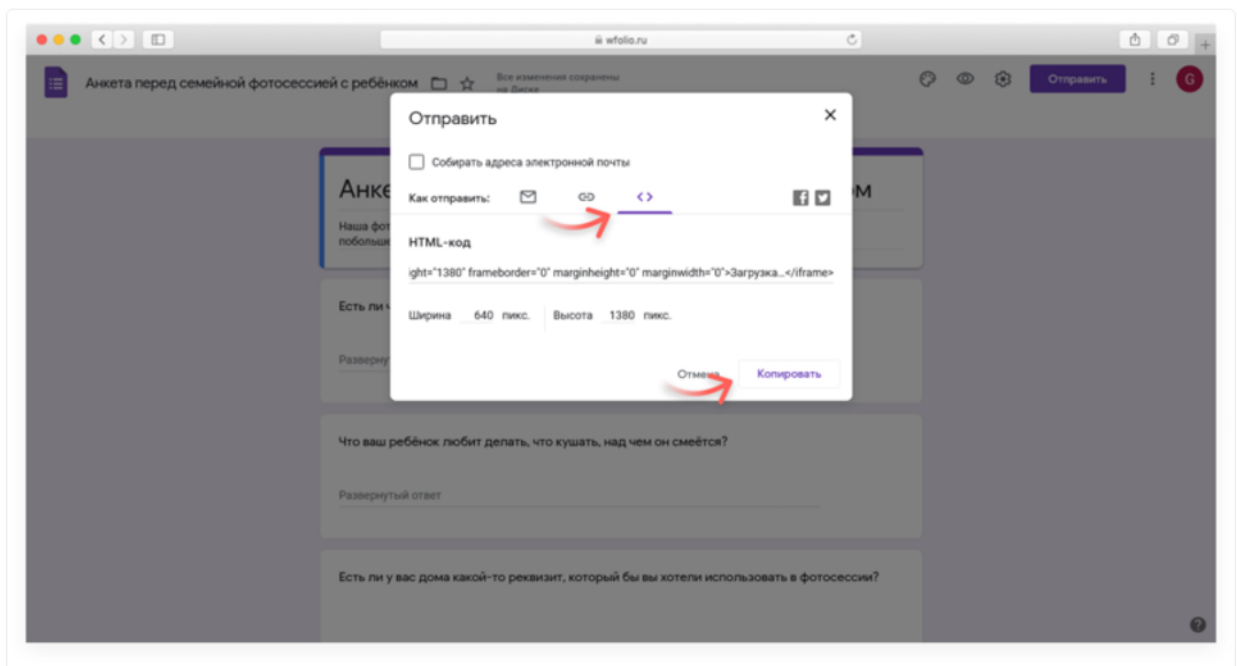 wfolio.ru
Анкета перед семейной фотосессией с ребёнком
Все изменения сохранены
на Диске
Отправить
G
Отправить
Собирать адреса электронной почты
Анке
ом
Как отправить:
Наша фот
побольше
HTML-код
ight="1380" frameborder="0" marginheight="0" marginwidth="0">Загрузка...</iframe>
Есть ли ч
Ширина 640 пикс. Высота 1380 пикс.
Разверну
Отмена Копировать
Что ваш ребёнок любит делать, что кушать, над чем он смеётся?
Развернутый ответ
Есть ли у вас дома какой-то реквизит, который бы вы хотели использовать в фотосессии?